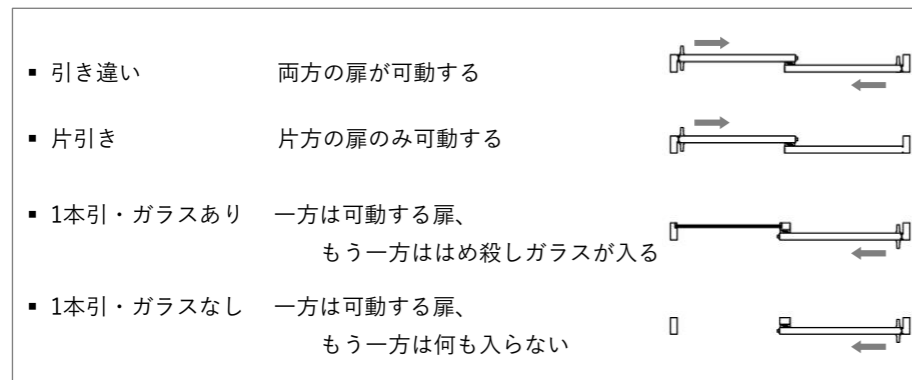 ▪ 引き違い 両方の扉が可動する
▪ 片引き 片方の扉のみ可動する
▪ 1本引・ガラスあり 一方は可動する扉、
もう一方ははめ殺しガラスが入る
▪ 1本引・ガラスなし 一方は可動する扉、
もう一方は何も入らない